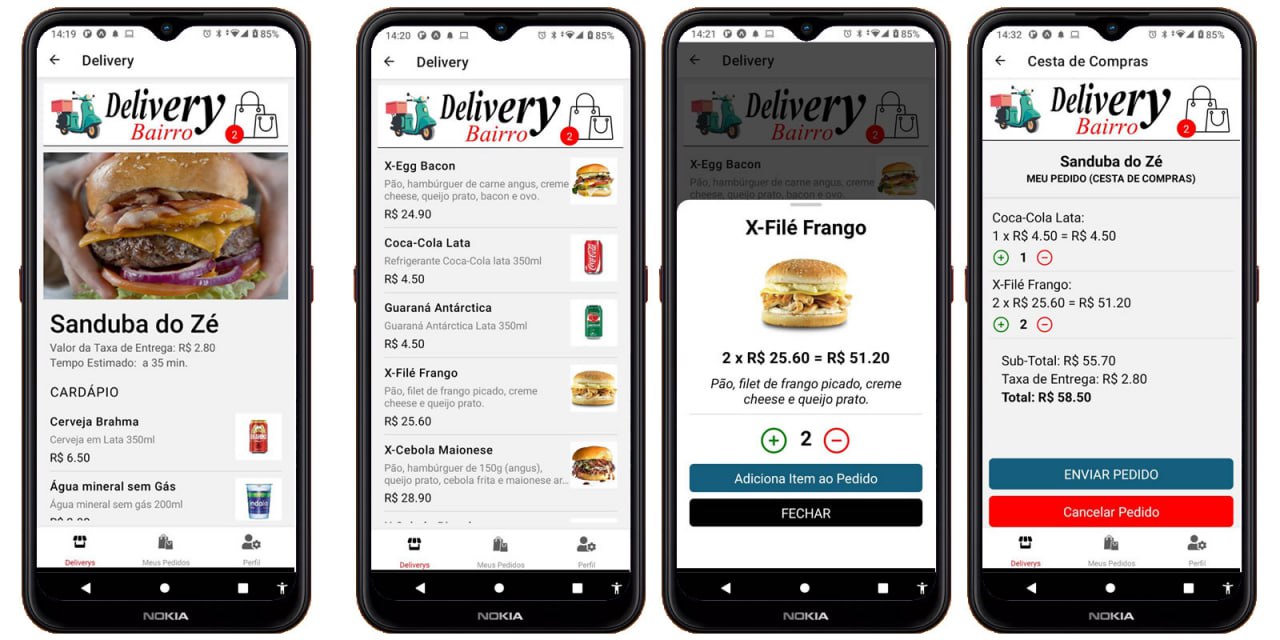 14:19
85%
Delivery
Delivery
Bairro
2
Sanduba do Zé
Valor da Taxa de Entrega: R$ 2.80
Tempo Estimado: a 35 min.
CARDÁPIO
Cerveja Brahma
Cerveja em Lata 350ml
R$ 6.50
Água mineral sem Gás
Água mineral sem gás 200ml
Deliverys
Meus Pedidos
Perfil
NOKIA
14:20
85%
Delivery
Delivery
Bairro
2
X-Egg Bacon
Pão, hambúrguer de carne angus, creme
cheese, queijo prato, bacon e ovo.
R$ 24.90
Coca-Cola Lata
Refrigerante Coca-Cola lata 350ml
R$ 4.50
Guaraná Antárctica
Guaraná Antárctica Lata 350ml
R$ 4.50
X-Filé Frango
Pão, filet de frango picado, creme
cheese e queijo prato.
R$ 25.60
X-Cebola Maionese
Pão, hambúrguer de 150g (angus),
queijo prato, cebola frita e maionese ar...
R$ 28.90
Deliverys
Meus Pedidos
Perfil
NOKIA
14:21
85%
Delivery
Delivery
Bairro
2
X-Egg Bacon
Pão, hambúrguer de carne angus, creme
cheese, queijo prato, bacon e ovo.
X-Filé Frango
2 x R$ 25.60 = R$ 51.20
Pão, filet de frango picado, creme
cheese e queijo prato.
2
Adiciona Item ao Pedido
FECHAR
NOKIA
14:32
85%
Cesta de Compras
Delivery
Bairro
2
Sanduba do Zé
MEU PEDIDO (CESTA DE COMPRAS)
Coca-Cola Lata:
1 x R$ 4.50 = R$ 4.50
1
X-Filé Frango:
2 x R$ 25.60 = R$ 51.20
2
Sub-Total: R$ 55.70
Taxa de Entrega: R$ 2.80
Total: R$ 58.50
ENVIAR PEDIDO
Cancelar Pedido
Deliverys
Meus Pedidos
Perfil
NOKIA